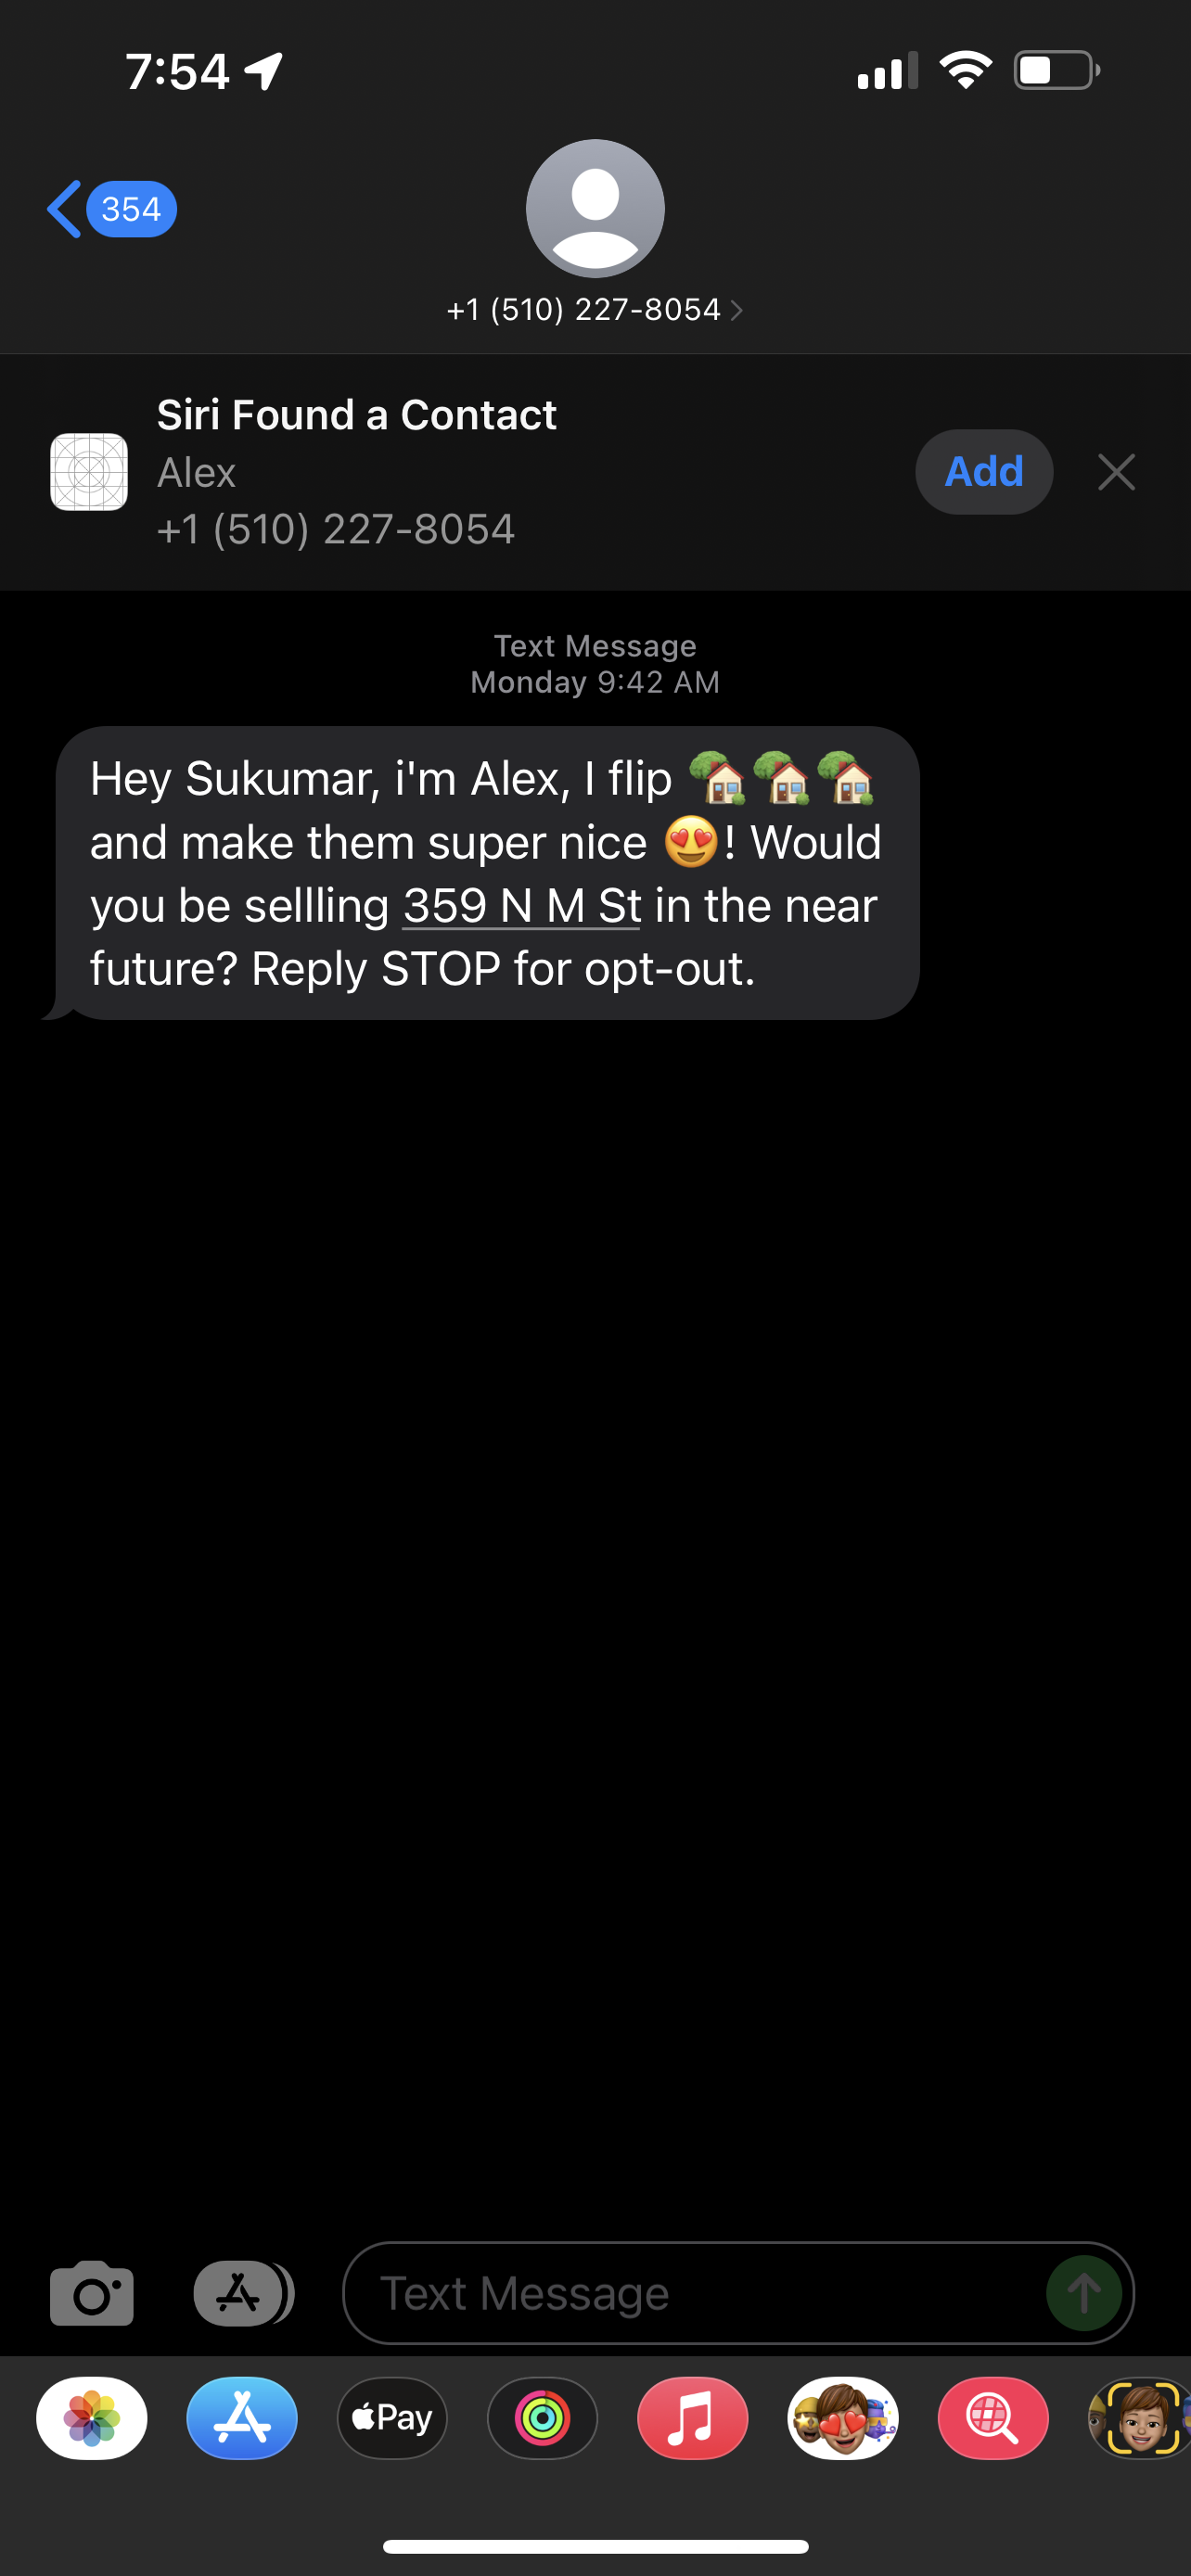 7:54
354
+1 (510) 227-8054
Siri Found a Contact
Alex
+1 (510) 227-8054
Add
Text Message
Monday 9:42 AM
Hey Sukumar, i'm Alex, I flip 🏡🏡🏡
and make them super nice 😍! Would
you be sellling 359 N M St in the near
future? Reply STOP for opt-out.
Text Message
Pay